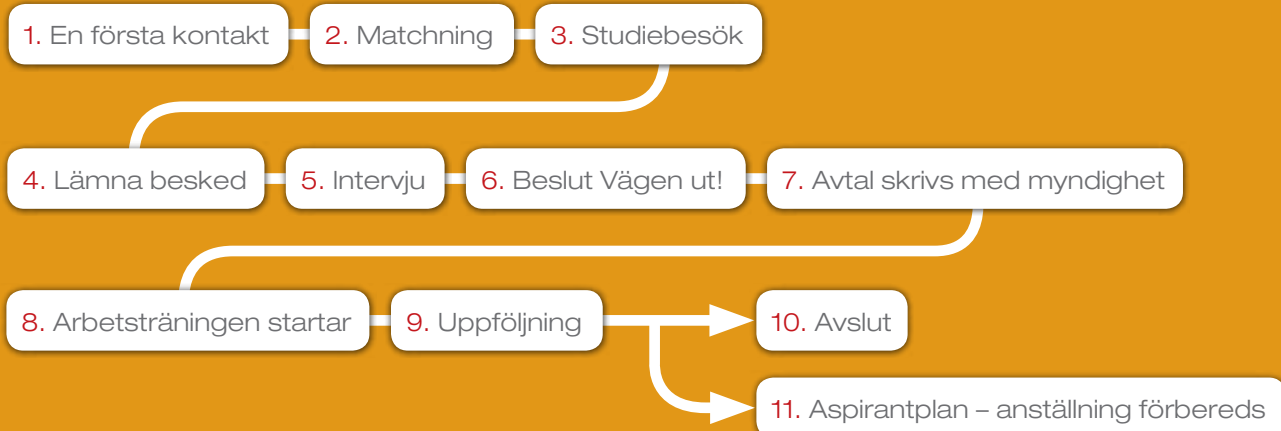 1. En första kontakt
2. Matchning
3. Studiebesök
4. Lämna besked
5. Intervju
6. Beslut Vägen ut!
7. Avtal skrivs med myndighet
8. Arbetsträningen startar
9. Uppföljning
10. Avslut
11. Aspirantplan – anställning förbereds